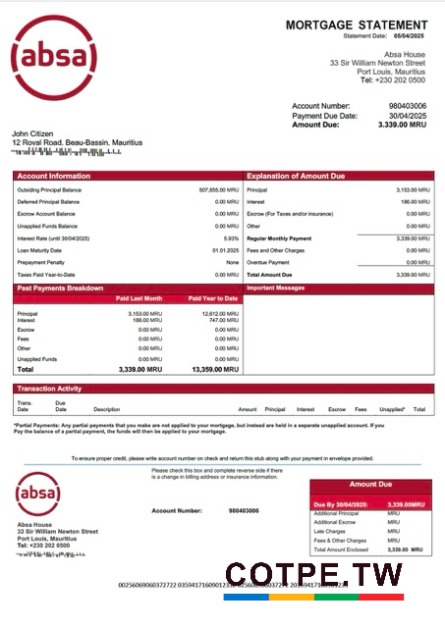 absa
MORTGAGE STATEMENT
Statement Date: 05/04/2025
Absa House
33 Sir William Newton Street
Port Louis, Mauritius
Tel: +230 202 0500
Account Number: 980403006
Payment Due Date: 30/04/2025
Amount Due: 3.339.00 MRU
John Citizen
12 Royal Road, Beau-Bassin, Mauritius
Account Information
Outsiding Principal Balance 507,855.00 MRU
Deferred Principal Balance 0.00 MRU
Escrow Account Balance 0.00 MRU
Unapplied Funds Balance 0.00 MRU
Interest Rate (until 30/04/2025) 5.93%
Loan Maturity Date 01.01.2025
Prepayment Penalty None
Taxes Paid Year-to-Date 0.00 MRU
Explanation of Amount Due
Principal 3,153.00 MRU
Interest 186.00 MRU
Escrow (For Taxes and/or Insurance) 0.00 MRU
Other 0.00 MRU
Regular Monthly Payment 3,339.00 MRU
Fees and Other Charges 0.00 MRU
Overdue Payment 0.00 MRU
Total Amount Due 3,339.00 MRU
Past Payments Breakdown
Paid Last Month Paid Year to Date
Principal 3,153.00 MRU 12,612.00 MRU
Interest 186.00 MRU 747.00 MRU
Escrow 0.00 MRU 0.00 MRU
Fees 0.00 MRU 0.00 MRU
Other 0.00 MRU 0.00 MRU
Unapplied Funds 0.00 MRU 0.00 MRU
Total 3,339.00 MRU 13,359.00 MRU
Important Messages
Transaction Activity
Trans. Date Due Date Description Amount Principal Interest Escrow Fees Unapplied* Total
*Partial Payments: Any partial payments that you make are not applied to your mortgage, but instead are held in a separate unapplied account. If you
Pay the balance of a partial payment, the funds will then be applied to your mortgage.
To ensure proper credit, please write account number on check and return this stub along with your payment in envelope provided.
absa
Please check this box and complete reverse side if there
is a change in billing address or insurance information.
Account Number: 980403006
Absa House
33 Sir William Newton Street
Port Louis, Mauritius
Tel: +230 202 0500
Amount Due
Due By 30/04/2025: 3,339.00MRU
Additional Principal MRU
Additional Escrow MRU
Late Charges MRU
Fees & Other Charges MRU
Total Amount Enclosed 3,339.00 MRU
COTPE.TW